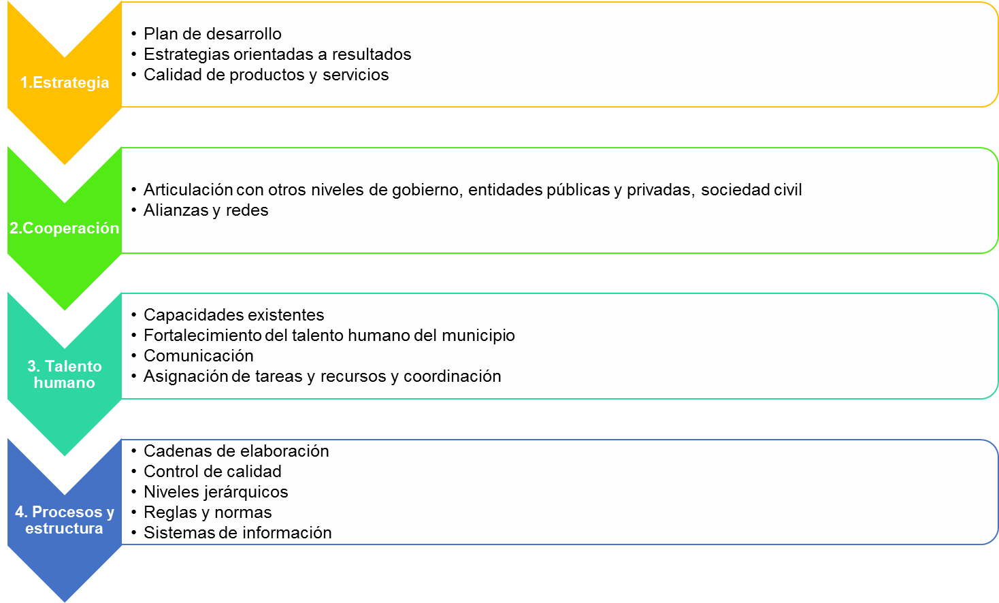 1.Estrategia
• Plan de desarrollo
• Estrategias orientadas a resultados
• Calidad de productos y servicios
2.Cooperación
• Articulación con otros niveles de gobierno, entidades públicas y privadas, sociedad civil
• Alianzas y redes
3. Talento
humano
• Capacidades existentes
• Fortalecimiento del talento humano del municipio
• Comunicación
• Asignación de tareas y recursos y coordinación
4. Procesos y
estructura
• Cadenas de elaboración
• Control de calidad
• Niveles jerárquicos
• Reglas y normas
• Sistemas de información